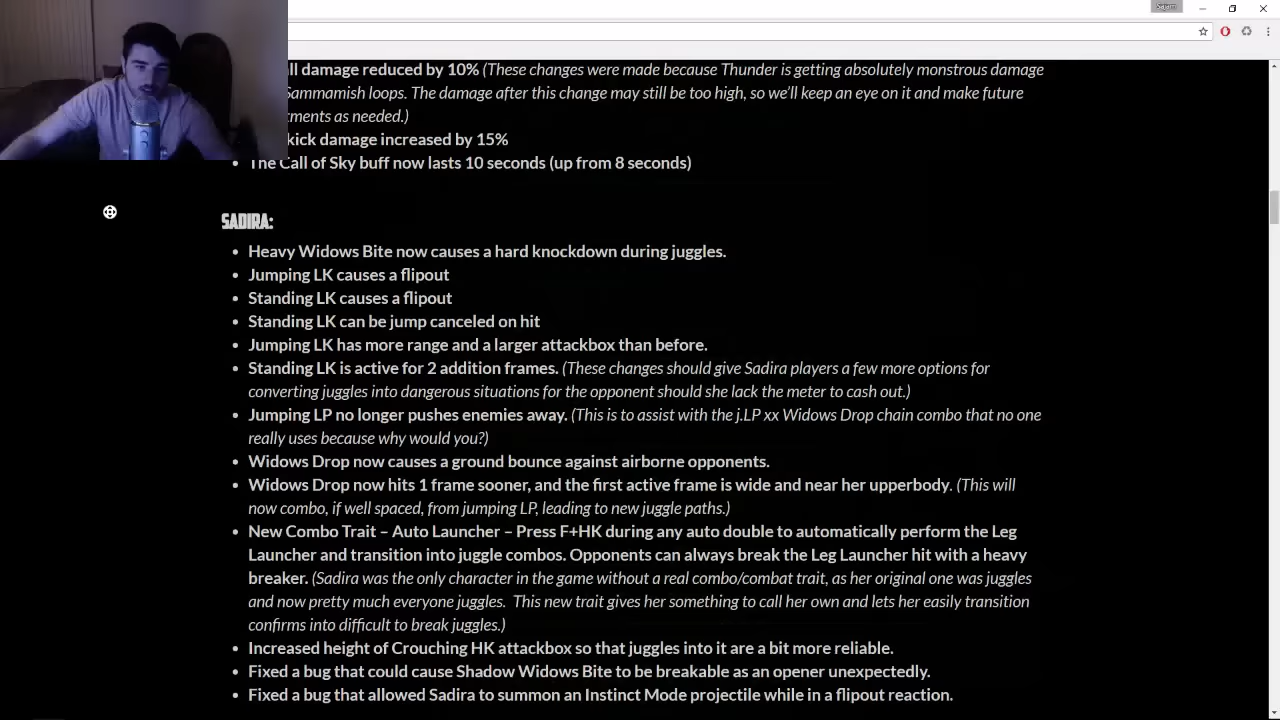 Sajam
ll damage reduced by 10% (These changes were made because Thunder is getting absolutely monstrous damage
Sammamish loops. The damage after this change may still be too high, so we'll keep an eye on it and make future
tments as needed.)
kick damage increased by 15%
The Call of Sky buff now lasts 10 seconds (up from 8 seconds)
SADIRA:
Heavy Widows Bite now causes a hard knockdown during juggles.
Jumping LK causes a flipout
Standing LK causes a flipout
Standing LK can be jump canceled on hit
Jumping LK has more range and a larger attackbox than before.
Standing LK is active for 2 addition frames. (These changes should give Sadira players a few more options for
converting juggles into dangerous situations for the opponent should she lack the meter to cash out.)
Jumping LP no longer pushes enemies away. (This is to assist with the j.LP xx Widows Drop chain combo that no one
really uses because why would you?)
Widows Drop now causes a ground bounce against airborne opponents.
Widows Drop now hits 1 frame sooner, and the first active frame is wide and near her upperbody. (This will
now combo, if well spaced, from jumping LP, leading to new juggle paths.)
New Combo Trait – Auto Launcher – Press F+HK during any auto double to automatically perform the Leg
Launcher and transition into juggle combos. Opponents can always break the Leg Launcher hit with a heavy
breaker. (Sadira was the only character in the game without a real combo/combat trait, as her original one was juggles
and now pretty much everyone juggles.  This new trait gives her something to call her own and lets her easily transition
confirms into difficult to break juggles.)
Increased height of Crouching HK attackbox so that juggles into it are a bit more reliable.
Fixed a bug that could cause Shadow Widows Bite to be breakable as an opener unexpectedly.
Fixed a bug that allowed Sadira to summon an Instinct Mode projectile while in a flipout reaction.